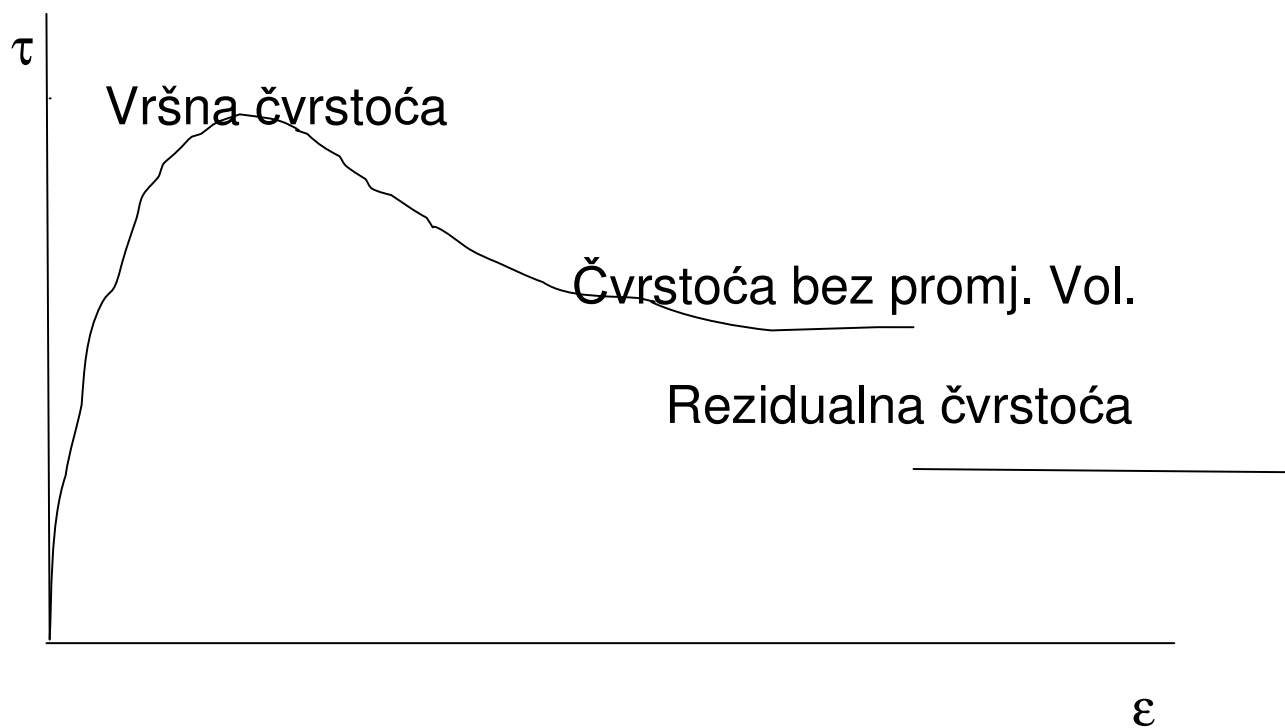 τ
Vršna čvrstoća
Čvrstoća bez promj. Vol.
Rezidualna čvrstoća
ε